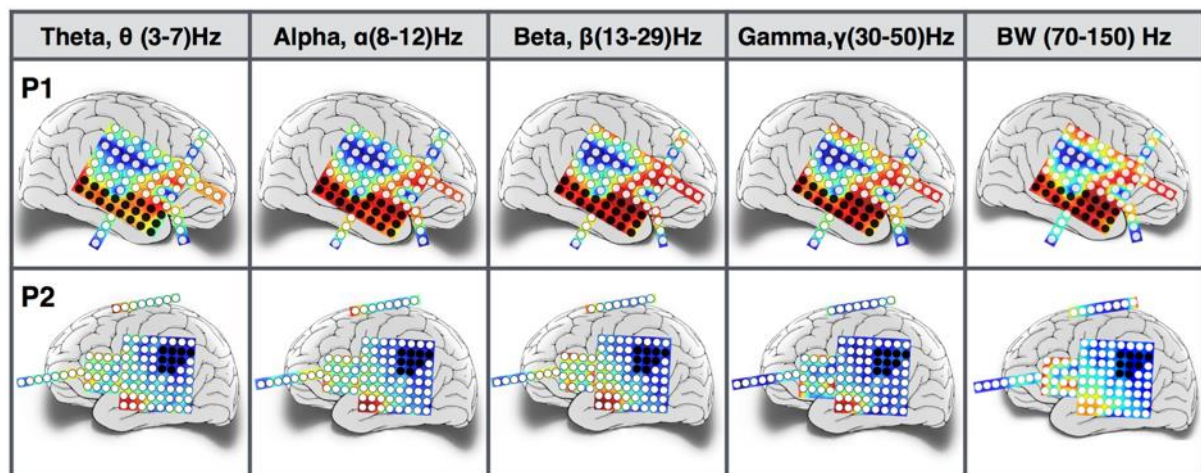 Theta, θ (3-7)Hz
Alpha, α(8-12)Hz
Beta, β(13-29)Hz
Gamma,γ(30-50)Hz
BW (70-150) Hz
P1
P2